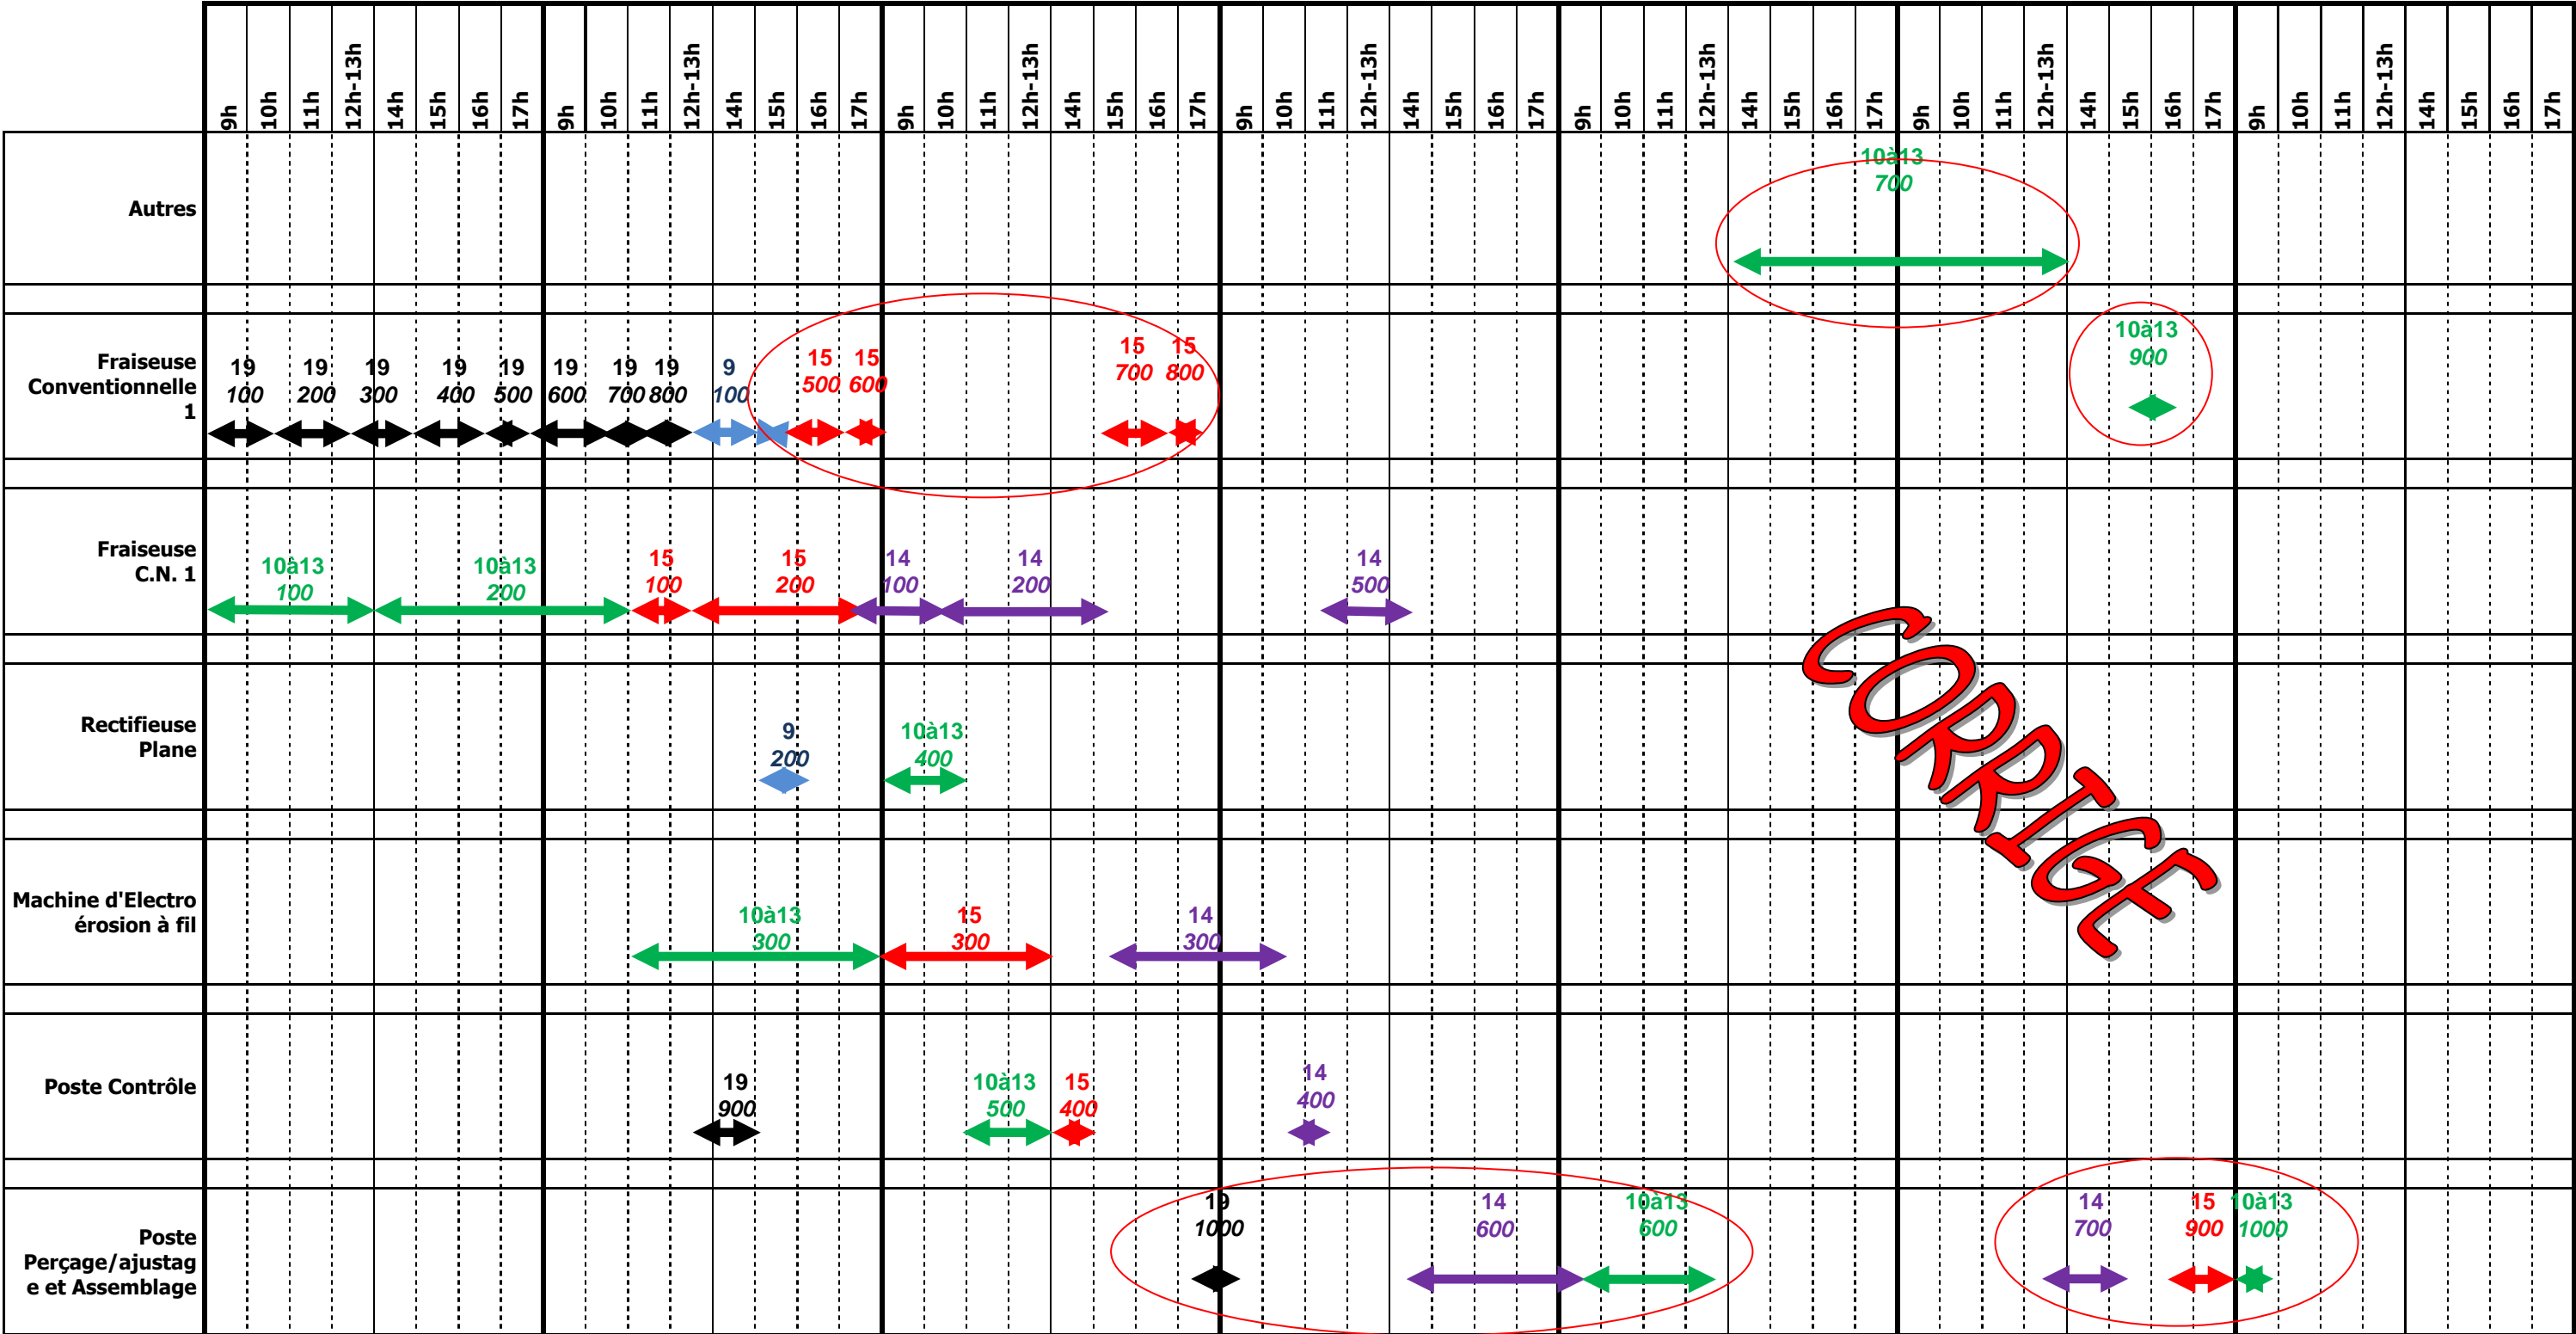 9h 10h 11h 12h-13h 14h 15h 16h 17h 9h 10h 11h 12h-13h 14h 15h 16h 17h 9h 10h 11h 12h-13h 14h 15h 16h 17h 9h 10h 11h 12h-13h 14h 15h 16h 17h 9h 10h 11h 12h-13h 14h 15h 16h 17h 9h 10h 11h 12h-13h 14h 15h 16h 17h 9h 10h 11h 12h-13h 14h 15h 16h 17h
Autres
10à13
700
Fraiseuse
Conventionnelle
1
19 19 19 19 19 19 19 19 9 15 15 15 15 10à13
100 200 300 400 500 600 700 800 100 500 600 700 800 900
Fraiseuse
C.N. 1
10à13 10à13 15 15 14 14 14
100 200 100 200 100 200 500
Rectifieuse
Plane
9 10à13
200 400
CORRIGE
Machine d'Electro
érosion à fil
10à13 15 14
300 300 300
Poste Contrôle
19 10à13 15 14
900 500 400 400
Poste
Perçage/ajustag
e et Assemblage
19 14 10à13 14 15 10à13
1000 600 600 700 900 1000